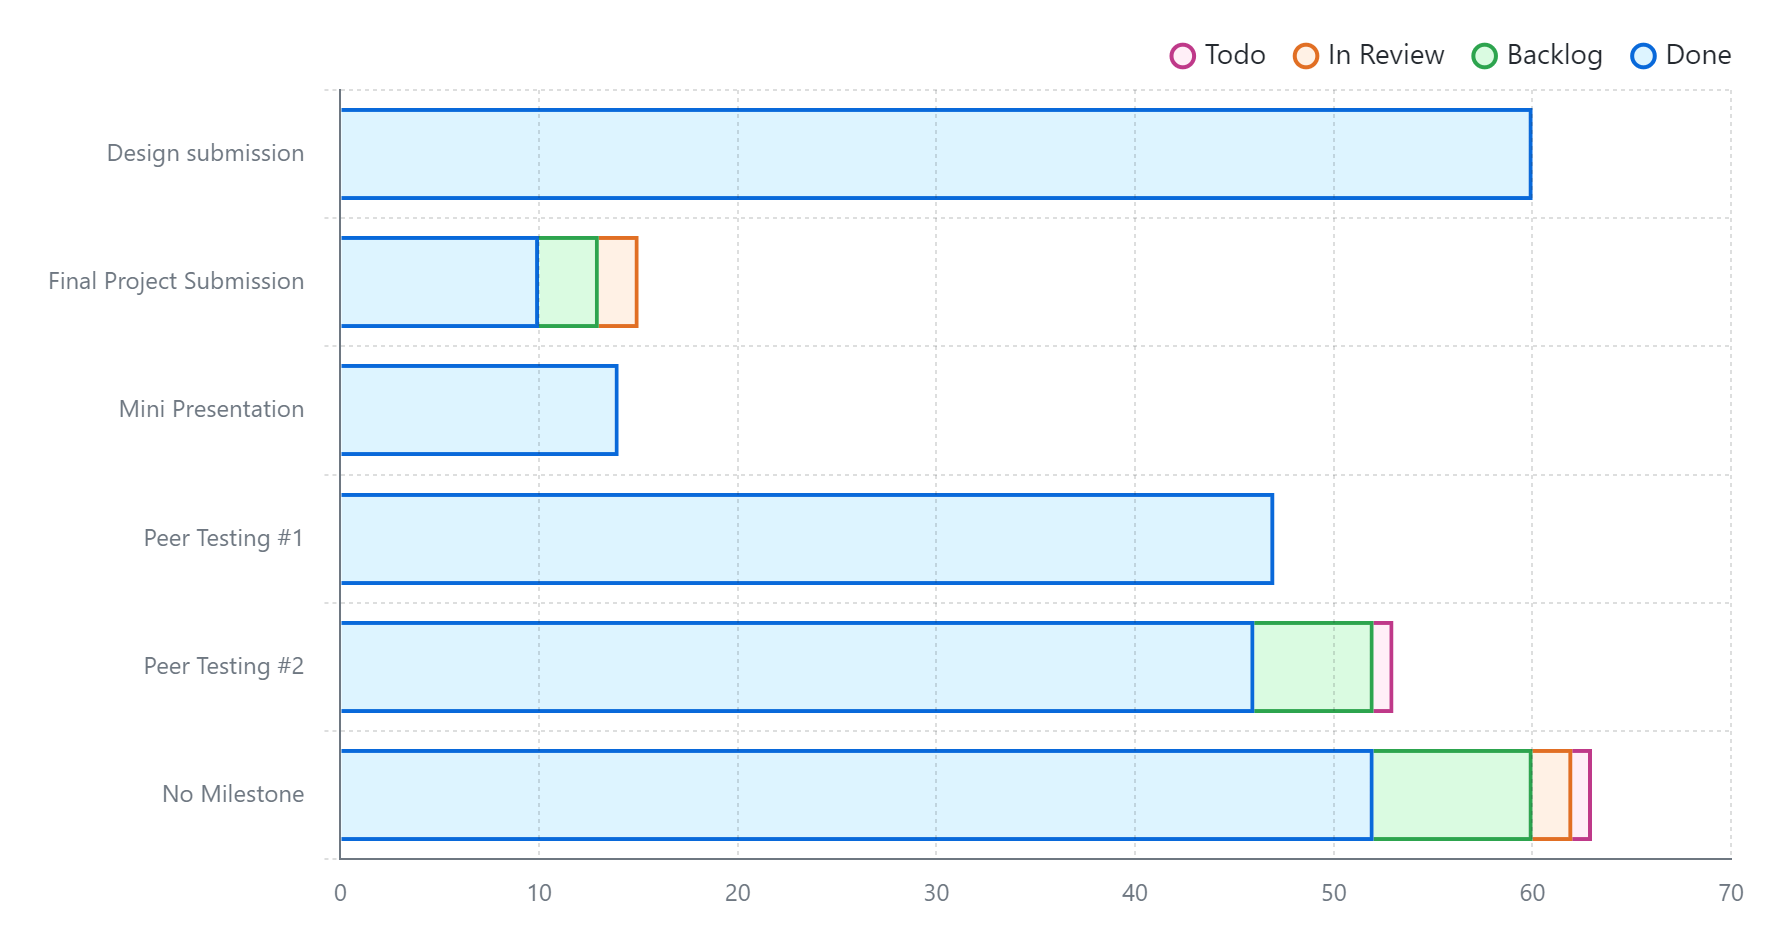 Todo In Review Backlog Done
Design submission
Final Project Submission
Mini Presentation
Peer Testing #1
Peer Testing #2
No Milestone
0 10 20 30 40 50 60 70